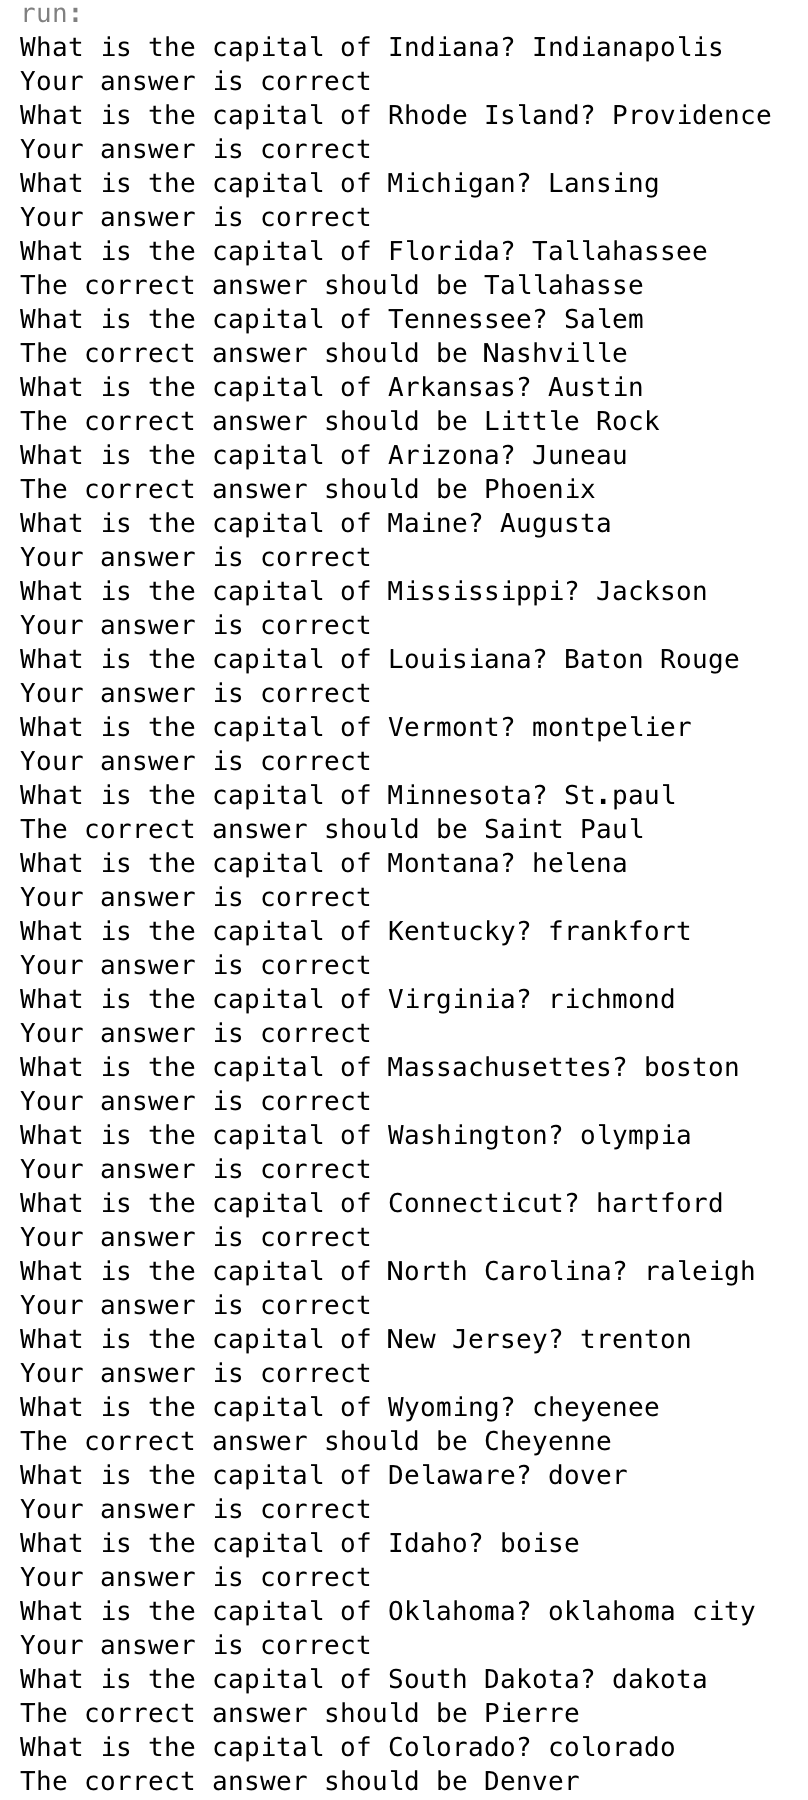 run:
What is the capital of Indiana? Indianapolis
Your answer is correct
What is the capital of Rhode Island? Providence
Your answer is correct
What is the capital of Michigan? Lansing
Your answer is correct
What is the capital of Florida? Tallahassee
The correct answer should be Tallahasse
What is the capital of Tennessee? Salem
The correct answer should be Nashville
What is the capital of Arkansas? Austin
The correct answer should be Little Rock
What is the capital of Arizona? Juneau
The correct answer should be Phoenix
What is the capital of Maine? Augusta
Your answer is correct
What is the capital of Mississippi? Jackson
Your answer is correct
What is the capital of Louisiana? Baton Rouge
Your answer is correct
What is the capital of Vermont? montpelier
Your answer is correct
What is the capital of Minnesota? St.paul
The correct answer should be Saint Paul
What is the capital of Montana? helena
Your answer is correct
What is the capital of Kentucky? frankfort
Your answer is correct
What is the capital of Virginia? richmond
Your answer is correct
What is the capital of Massachusettes? boston
Your answer is correct
What is the capital of Washington? olympia
Your answer is correct
What is the capital of Connecticut? hartford
Your answer is correct
What is the capital of North Carolina? raleigh
Your answer is correct
What is the capital of New Jersey? trenton
Your answer is correct
What is the capital of Wyoming? cheyenee
The correct answer should be Cheyenne
What is the capital of Delaware? dover
Your answer is correct
What is the capital of Idaho? boise
Your answer is correct
What is the capital of Oklahoma? oklahoma city
Your answer is correct
What is the capital of South Dakota? dakota
The correct answer should be Pierre
What is the capital of Colorado? colorado
The correct answer should be Denver